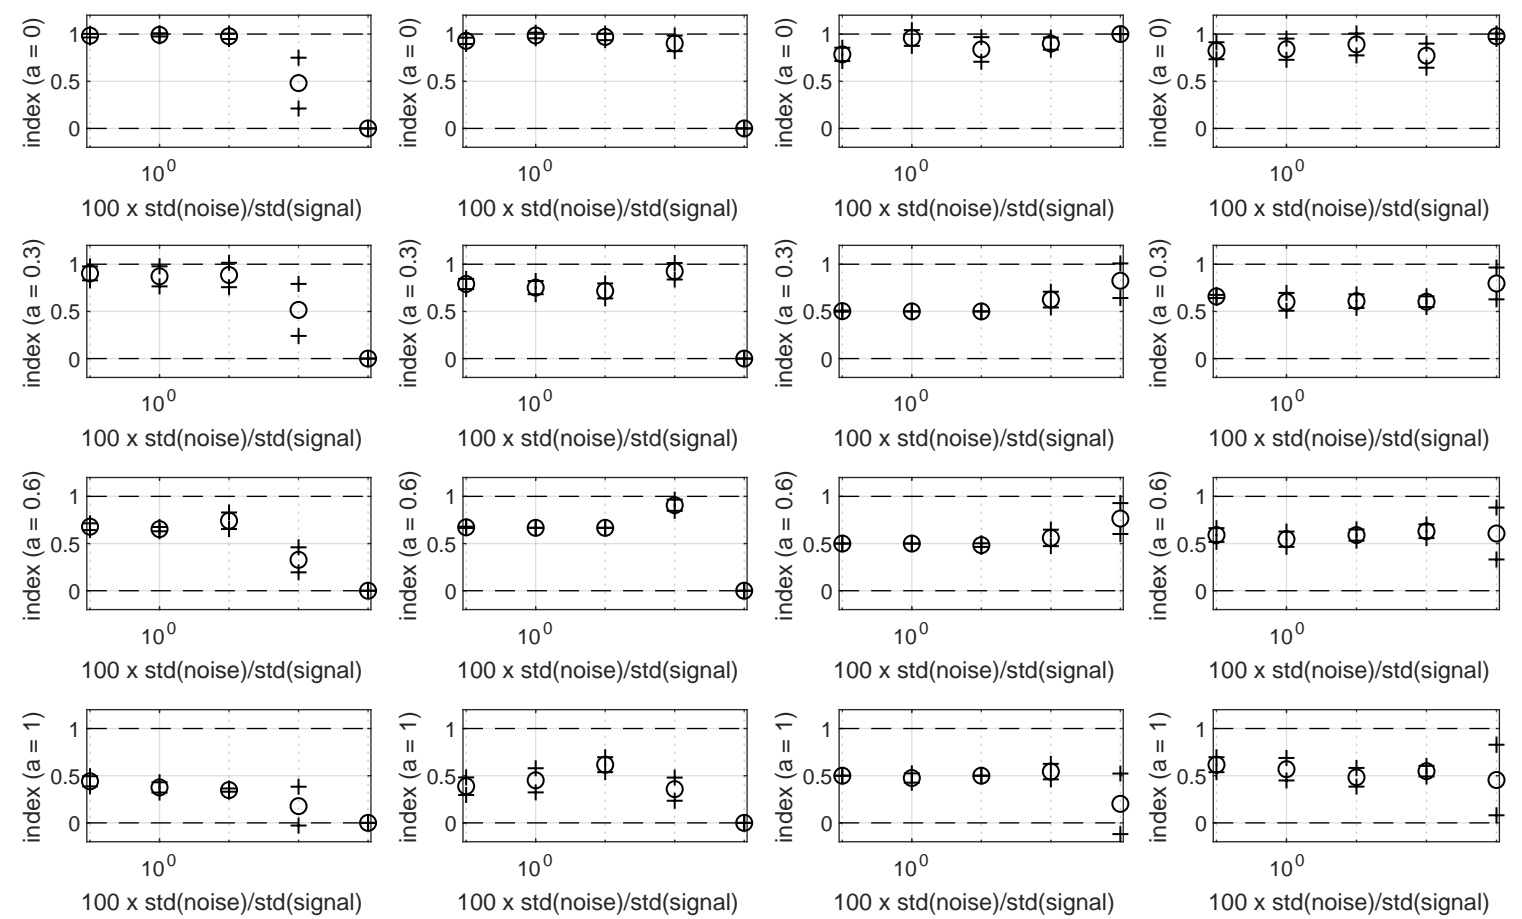 index (a = 0)
1
0.5
0
10^0
100 x std(noise)/std(signal)
index (a = 0)
1
0.5
0
10^0
100 x std(noise)/std(signal)
index (a = 0)
1
0.5
0
10^0
100 x std(noise)/std(signal)
index (a = 0)
1
0.5
0
10^0
100 x std(noise)/std(signal)
index (a = 0.3)
1
0.5
0
10^0
100 x std(noise)/std(signal)
index (a = 0.3)
1
0.5
0
10^0
100 x std(noise)/std(signal)
index (a = 0.3)
1
0.5
0
10^0
100 x std(noise)/std(signal)
index (a = 0.3)
1
0.5
0
10^0
100 x std(noise)/std(signal)
index (a = 0.6)
1
0.5
0
10^0
100 x std(noise)/std(signal)
index (a = 0.6)
1
0.5
0
10^0
100 x std(noise)/std(signal)
index (a = 0.6)
1
0.5
0
10^0
100 x std(noise)/std(signal)
index (a = 0.6)
1
0.5
0
10^0
100 x std(noise)/std(signal)
index (a = 1)
1
0.5
0
10^0
100 x std(noise)/std(signal)
index (a = 1)
1
0.5
0
10^0
100 x std(noise)/std(signal)
index (a = 1)
1
0.5
0
10^0
100 x std(noise)/std(signal)
index (a = 1)
1
0.5
0
10^0
100 x std(noise)/std(signal)